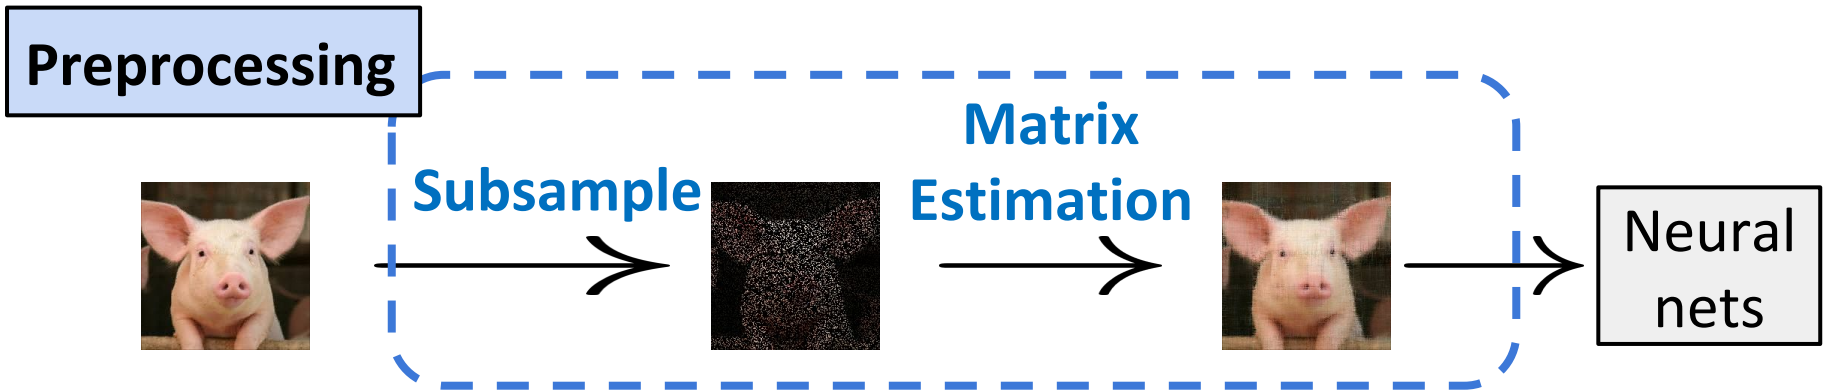 Preprocessing
Subsample
Matrix
Estimation
Neural
nets